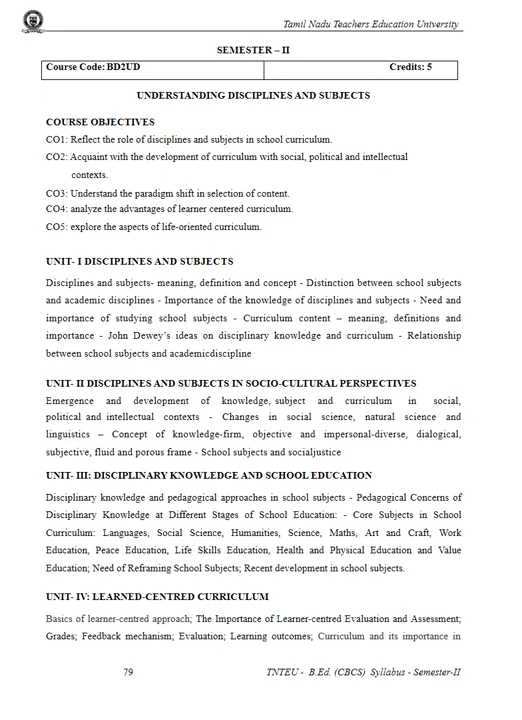 Tamil Nadu Teachers Education University
SEMESTER – II
Course Code: BD2UD Credits: 5
UNDERSTANDING DISCIPLINES AND SUBJECTS
COURSE OBJECTIVES
CO1: Reflect the role of disciplines and subjects in school curriculum.
CO2: Acquaint with the development of curriculum with social, political and intellectual
contexts.
CO3: Understand the paradigm shift in selection of content.
CO4: analyze the advantages of learner centered curriculum.
CO5: explore the aspects of life-oriented curriculum.
UNIT- I DISCIPLINES AND SUBJECTS
Disciplines and subjects- meaning, definition and concept - Distinction between school subjects
and academic disciplines - Importance of the knowledge of disciplines and subjects - Need and
importance of studying school subjects - Curriculum content – meaning, definitions and
importance - John Dewey's ideas on disciplinary knowledge and curriculum - Relationship
between school subjects and academicdiscipline
UNIT- II DISCIPLINES AND SUBJECTS IN SOCIO-CULTURAL PERSPECTIVES
Emergence and development of knowledge, subject and curriculum in social,
political and intellectual contexts - Changes in social science, natural science and
linguistics – Concept of knowledge-firm, objective and impersonal-diverse, dialogical,
subjective, fluid and porous frame - School subjects and socialjustice
UNIT- III: DISCIPLINARY KNOWLEDGE AND SCHOOL EDUCATION
Disciplinary knowledge and pedagogical approaches in school subjects - Pedagogical Concerns of
Disciplinary Knowledge at Different Stages of School Education: - Core Subjects in School
Curriculum: Languages, Social Science, Humanities, Science, Maths, Art and Craft, Work
Education, Peace Education, Life Skills Education, Health and Physical Education and Value
Education; Need of Reframing School Subjects; Recent development in school subjects.
UNIT- IV: LEARNED-CENTRED CURRICULUM
Basics of learner-centred approach; The Importance of Learner-centred Evaluation and Assessment;
Grades; Feedback mechanism; Evaluation; Learning outcomes; Curriculum and its importance in
79 TNTEU - B.Ed. (CBCS) Syllabus - Semester-II